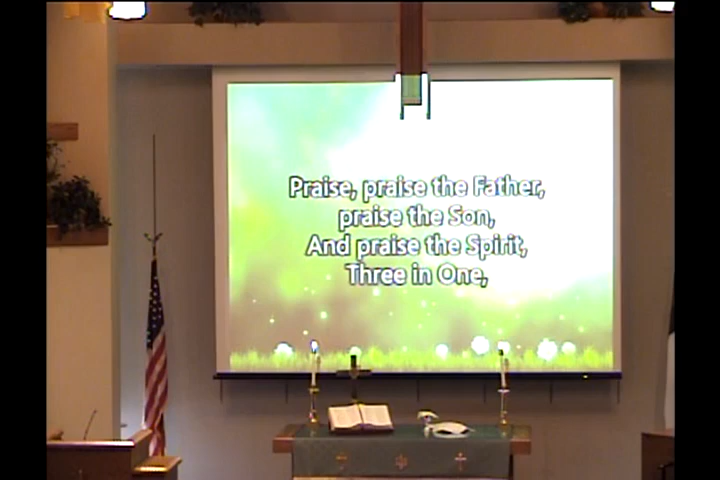 Praise, praise the Father,
praise the Son,
And praise the Spirit,
Three in One,